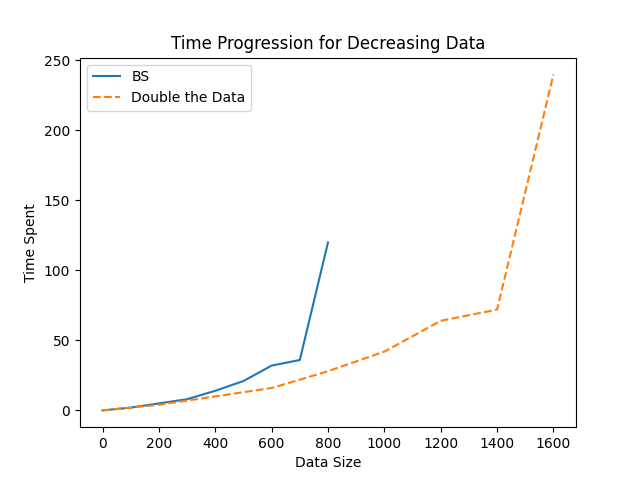 Time Progression for Decreasing Data
BS
Double the Data
Time Spent
250
200
150
100
50
0
0 200 400 600 800 1000 1200 1400 1600
Data Size